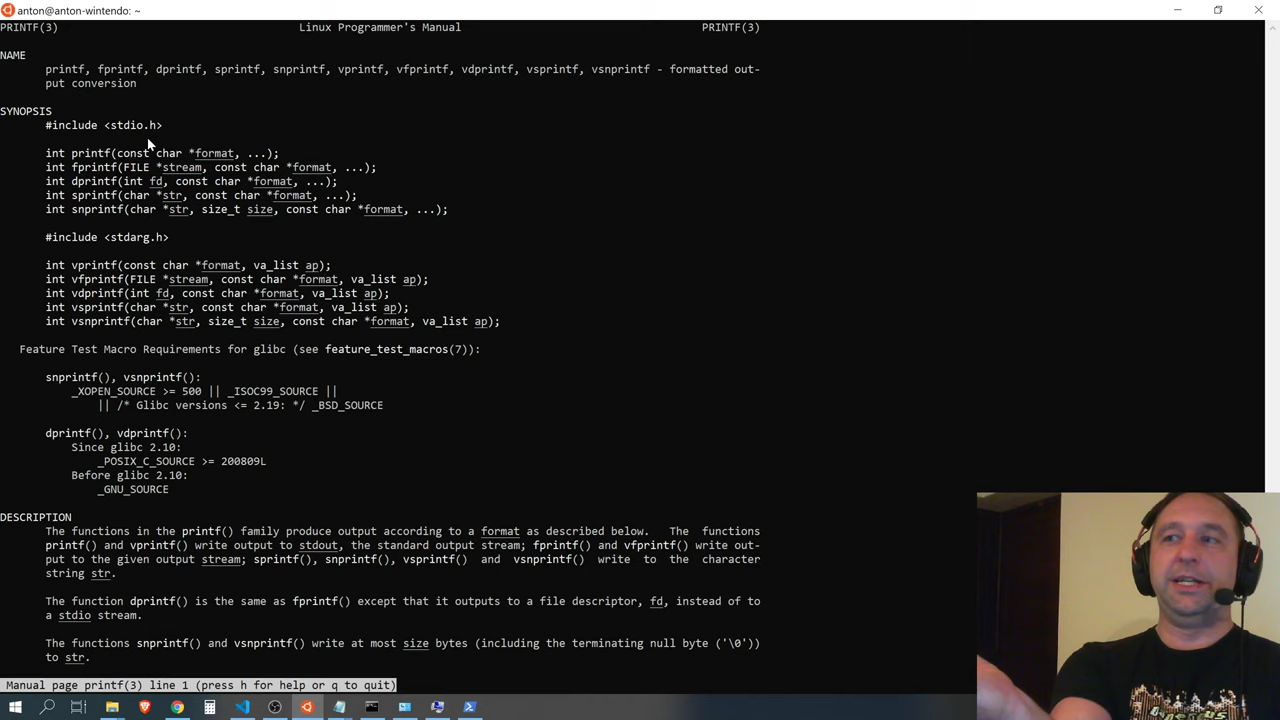 anton@anton-wintendo: ~
PRINTF(3) Linux Programmer's Manual PRINTF(3)
NAME
printf, fprintf, dprintf, sprintf, snprintf, vprintf, vfprintf, vdprintf, vsprintf, vsnprintf - formatted out-
put conversion
SYNOPSIS
#include <stdio.h>
int printf(const char *format, ...);
int fprintf(FILE *stream, const char *format, ...);
int dprintf(int fd, const char *format, ...);
int sprintf(char *str, const char *format, ...);
int snprintf(char *str, size_t size, const char *format, ...);
#include <stdarg.h>
int vprintf(const char *format, va_list ap);
int vfprintf(FILE *stream, const char *format, va_list ap);
int vdprintf(int fd, const char *format, va_list ap);
int vsprintf(char *str, const char *format, va_list ap);
int vsnprintf(char *str, size_t size, const char *format, va_list ap);
Feature Test Macro Requirements for glibc (see feature_test_macros(7)):
snprintf(), vsnprintf():
_XOPEN_SOURCE >= 500 || _ISOC99_SOURCE ||
|| /* Glibc versions <= 2.19: */ _BSD_SOURCE
dprintf(), vdprintf():
Since glibc 2.10:
_POSIX_C_SOURCE >= 200809L
Before glibc 2.10:
_GNU_SOURCE
DESCRIPTION
The functions in the printf() family produce output according to a format as described below. The functions
printf() and vprintf() write output to stdout, the standard output stream; fprintf() and vfprintf() write out-
put to the given output stream; sprintf(), snprintf(), vsprintf() and vsnprintf() write to the character
string str.
The function dprintf() is the same as fprintf() except that it outputs to a file descriptor, fd, instead of to
a stdio stream.
The functions snprintf() and vsnprintf() write at most size bytes (including the terminating null byte ('\0'))
to str.
Manual page printf(3) line 1 (press h for help or q to quit)